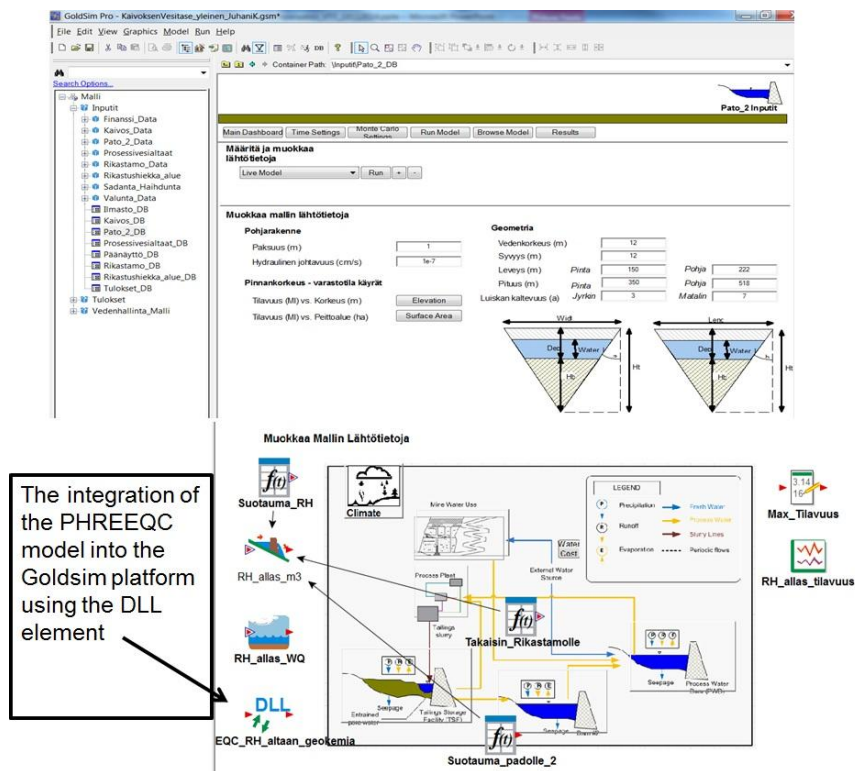 GoldSim Pro - KaivoksenVesitase_yleinen_JuhaniK.gsm*
File Edit View Graphics Model Run Help
Container Path: \Inputit\Pato_2_DB
Search Options...
Malli
Inputit
Finanssi_Data
Kaivos_Data
Pato_2_Data
Prosessivesialtaat
Rikastamo_Data
Rikastushiekka_alue
Sadanta_Haihdunta
Valunta_Data
Ilmasto_DB
Kaivos_DB
Pato_2_DB
Prosessivesialtaat_DB
Päänäyttö_DB
Rikastamo_DB
Rikastushiekka_alue_DB
Tulokset_DB
Tulokset
Vedenhallinta_Malli
Pato_2 Inputit
Main Dashboard Time Settings Monte Carlo Settings Run Model Browse Model Results
Määritä ja muokkaa
lähtötietoja
Live Model Run + -
Muokkaa mallin lähtötietoja
Pohjarakenne
Paksuus (m) 1
Hydraulinen johtavuus (cm/s) 1e-7
Pinnankorkeus - varastotila käyrät
Tilavuus (Ml) vs. Korkeus (m) Elevation
Tilavuus (Ml) vs. Peittoalue (ha) Surface Area
Geometria
Vedenkorkeus (m) 12
Syvyys (m) 12
Leveys (m) Pinta 150 Pohja 222
Pituus (m) Pinta 350 Pohja 518
Luiskan kaltevuus (a) Jyrkin 3 Matalin 7
Widt Lenc
Dep Water Ht Hb
Dep Water Ht Hb
Muokkaa Mallin Lähtötietoja
The integration of
the PHREEQC
model into the
Goldsim platform
using the DLL
element
f(t)
Suotauma_RH
RH_allas_m3
RH_allas_WQ
DLL
EQC_RH_altaan_geokemia
Climate
Mine Water Use
Water
Cost
External Water
Source
Process Plant
Tailings
slurry
f(t)
Takaisin_Rikastamolle
LEGEND
P Precipitation Fresh Water
R Runoff Process Water
Slurry Lines
E Evaporation Periodic flows
P R E
Seepage
Entrained
pore water
Tailings Storage
Facility (TSF)
P R E
Seepage
f(t)
Suotauma_padolle_2
P R E
Seepage
Process Water
3.14
16
Max_Tilavuus
RH_allas_tilavuus